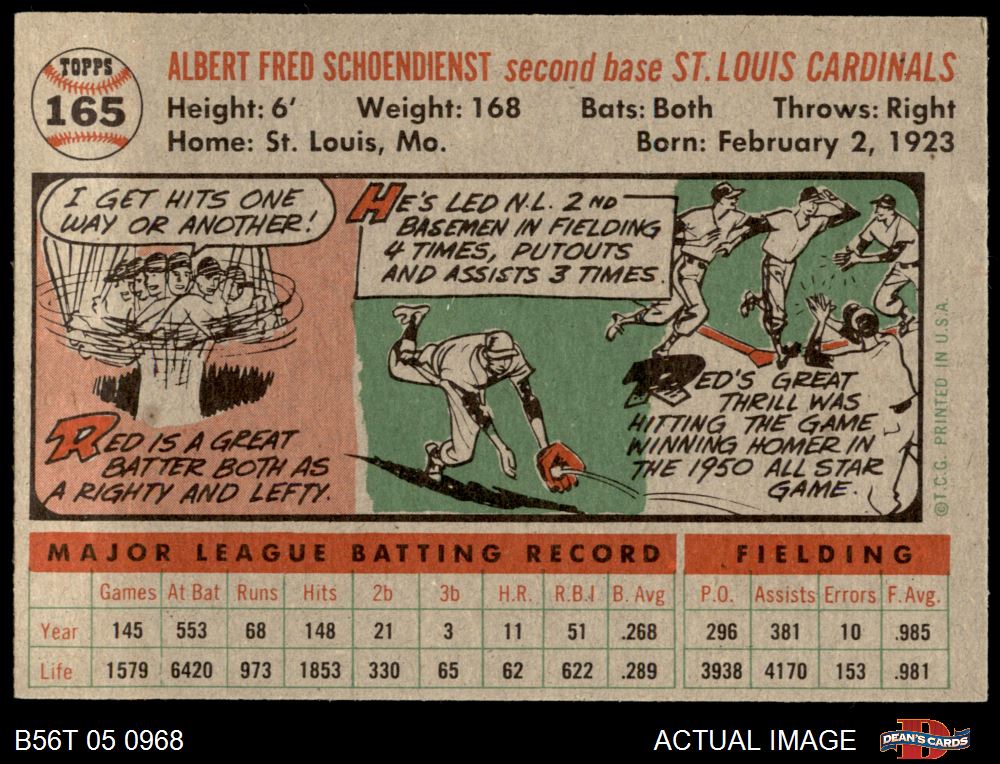 TOPPS
165
ALBERT FRED SCHOENDIENST second base ST. LOUIS CARDINALS
Height: 6' Weight: 168 Bats: Both Throws: Right
Home: St. Louis, Mo. Born: February 2, 1923
I GET HITS ONE
WAY OR ANOTHER!
RED IS A GREAT
BATTER BOTH AS
A RIGHTY AND LEFTY.
HE'S LED N.L. 2ND
BASEMEN IN FIELDING
4 TIMES, PUTOUTS
AND ASSISTS 3 TIMES.
RED'S GREAT
THRILL WAS
HITTING THE GAME
WINNING HOMER IN
THE 1950 ALL STAR
GAME.
©T.C.G. PRINTED IN U.S.A.
MAJOR LEAGUE BATTING RECORD FIELDING
Games At Bat Runs Hits 2b 3b H.R. R.B.I B. Avg P.O. Assists Errors F. Avg.
Year 145 553 68 148 21 3 11 51 .268 296 381 10 .985
Life 1579 6420 973 1853 330 65 62 622 .289 3938 4170 153 .981
B56T 05 0968 ACTUAL IMAGE
D
DEAN'S CARDS